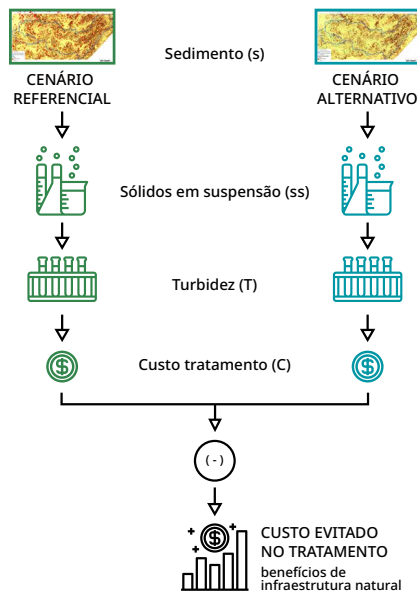 Sedimento (s)
CENÁRIO
REFERENCIAL
CENÁRIO
ALTERNATIVO
Sólidos em suspensão (ss)
Turbidez (T)
Custo tratamento (C)
( - )
CUSTO EVITADO
NO TRATAMENTO
benefícios de
infraestrutura natural